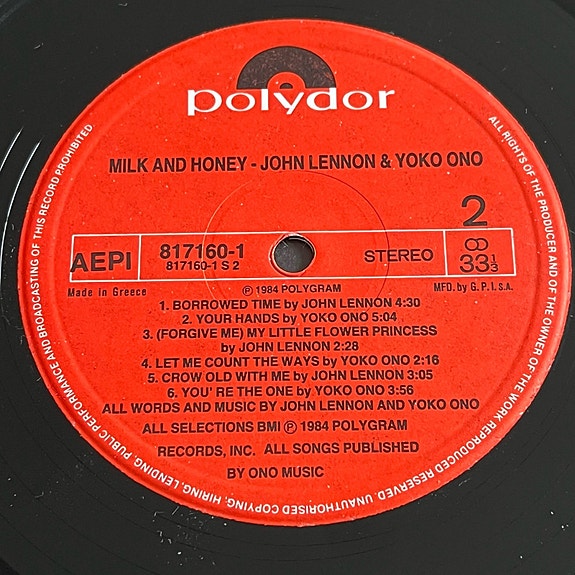 polydor
MILK AND HONEY - JOHN LENNON & YOKO ONO
2
AEPI
817160-1
817160-1 S 2
STEREO
33 1/3
Made in Greece
℗ 1984 POLYGRAM
MFD. by G. P. I. S.A.
1. BORROWED TIME by JOHN LENNON 4:30
2. YOUR HANDS by YOKO ONO 5:04
3. (FORGIVE ME) MY LITTLE FLOWER PRINCESS
by JOHN LENNON 2:28
4. LET ME COUNT THE WAYS by YOKO ONO 2:16
5. CROW OLD WITH ME by JOHN LENNON 3:05
6. YOU' RE THE ONE by YOKO ONO 3:56
ALL WORDS AND MUSIC BY JOHN LENNON AND YOKO ONO
ALL SELECTIONS BMI ℗ 1984 POLYGRAM
RECORDS, INC. ALL SONGS PUBLISHED
BY ONO MUSIC
ALL RIGHTS OF THE PRODUCER AND OF THE OWNER OF THE WORK REPRODUCED RESERVED. UNAUTHORISED COPYING, HIRING, LENDING, PUBLIC PERFORMANCE AND BROADCASTING OF THIS RECORD PROHIBITED